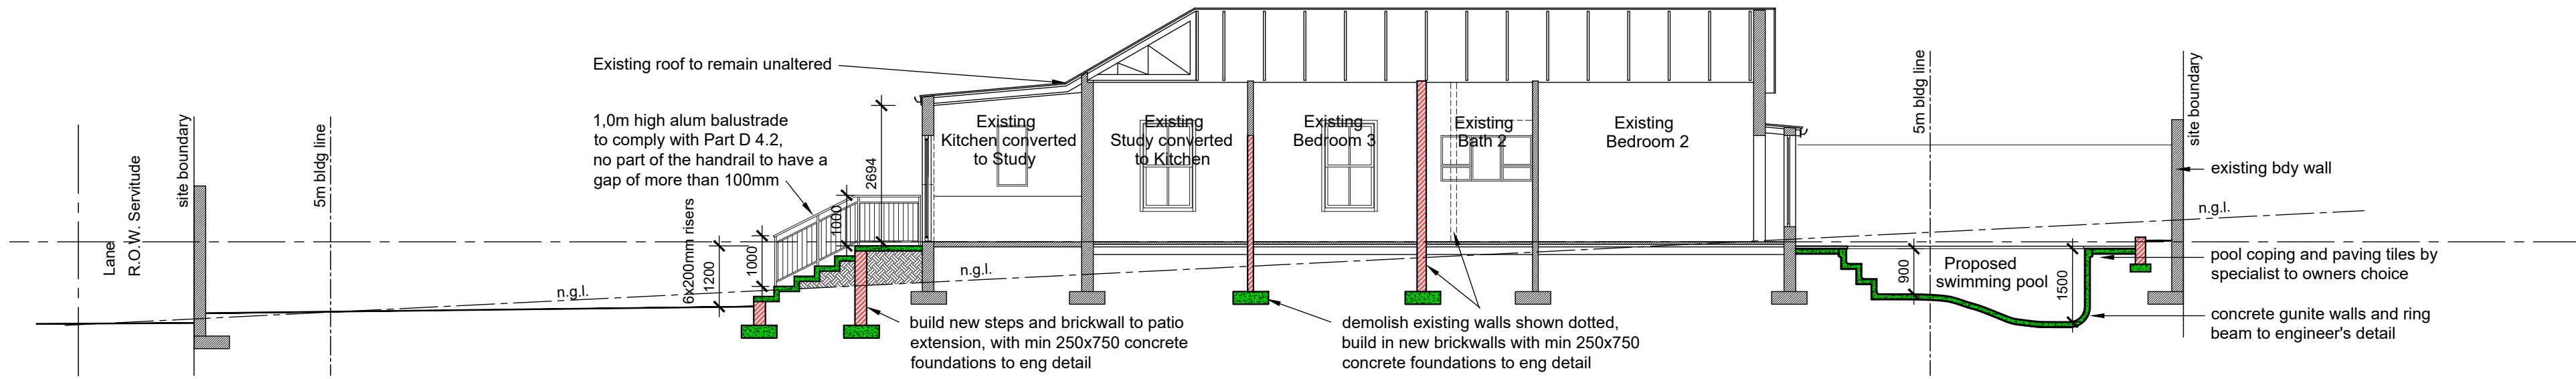 Lane
R.O.W. Servitude
site boundary
5m bldg line
n.g.l.
Existing roof to remain unaltered
1,0m high alum balustrade
to comply with Part D 4.2,
no part of the handrail to have a
gap of more than 100mm
6x200mm risers
1200
1000
1000
2694
n.g.l.
build new steps and brickwall to patio
extension, with min 250x750 concrete
foundations to eng detail
Existing
Kitchen converted
to Study
Existing
Study converted
to Kitchen
Existing
Bedroom 3
Existing
Bath 2
Existing
Bedroom 2
demolish existing walls shown dotted,
build in new brickwalls with min 250x750
concrete foundations to eng detail
5m bldg line
900
Proposed
swimming pool
1500
site boundary
existing bdy wall
n.g.l.
pool coping and paving tiles by
specialist to owners choice
concrete gunite walls and ring
beam to engineer's detail